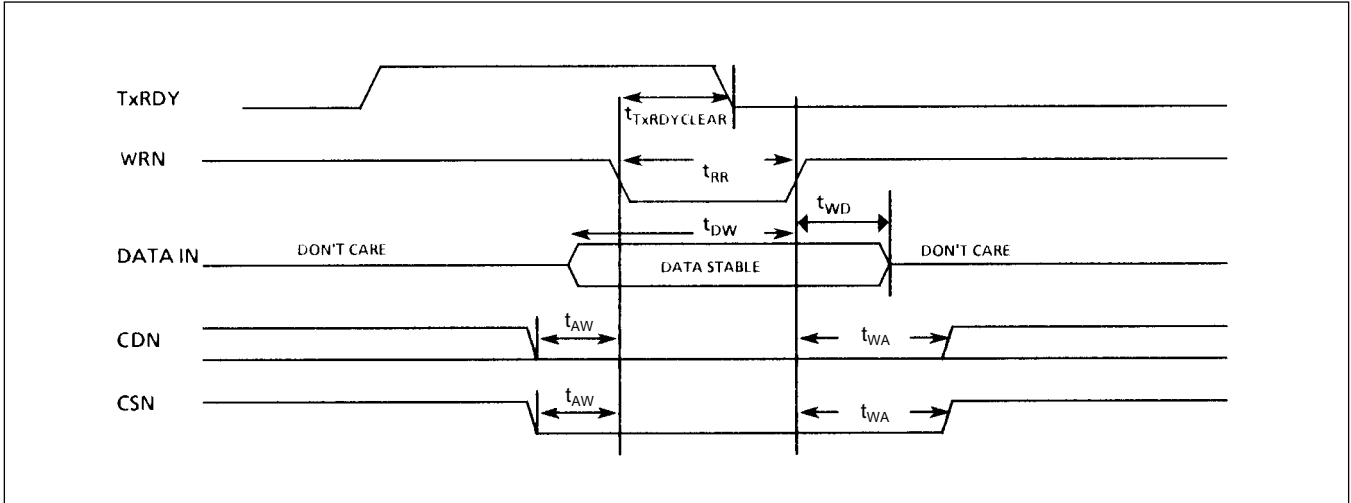 TxRDY
tTxRDYCLEAR
WRN
tRR
tWD
DATA IN
DON'T CARE
tDW
DATA STABLE
DON'T CARE
CDN
tAW
tWA
CSN
tAW
tWA